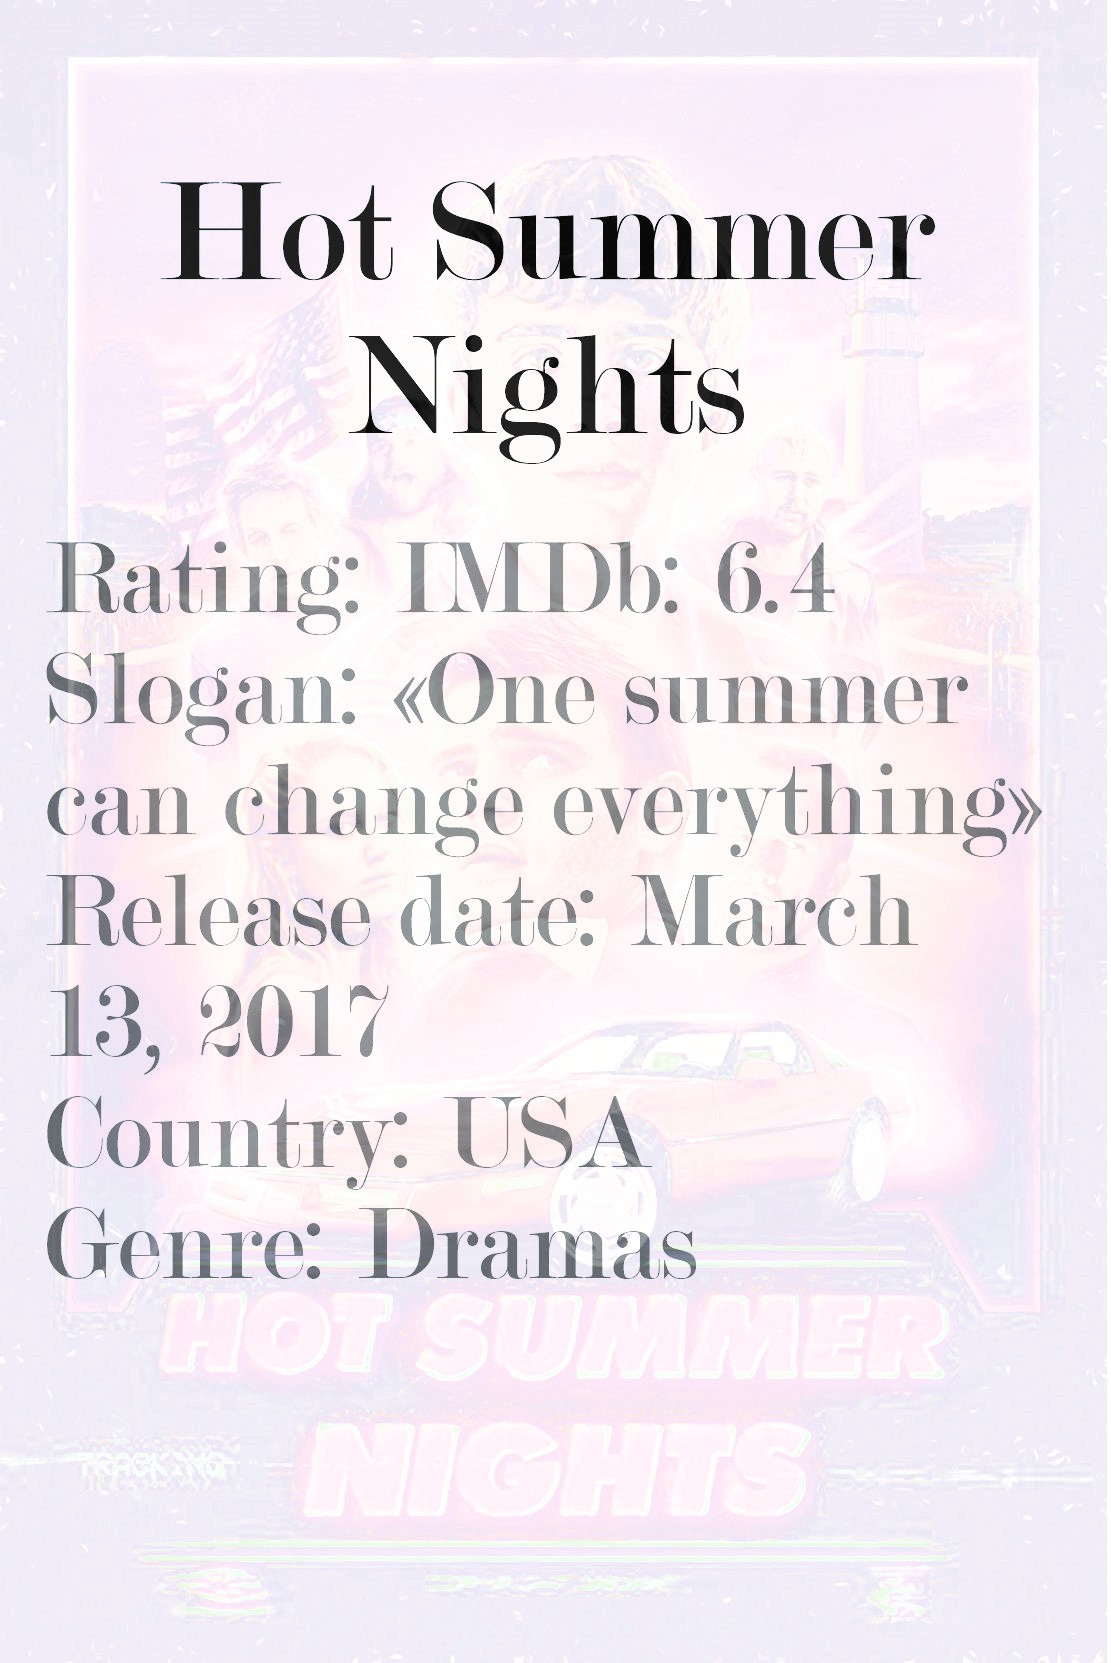 Hot Summer
Nights
Rating: IMDb: 6.4
Slogan: «One summer
can change everything»
Release date: March
13, 2017
Country: USA
Genre: Dramas
HOT SUMMER
NIGHTS
TRACKING